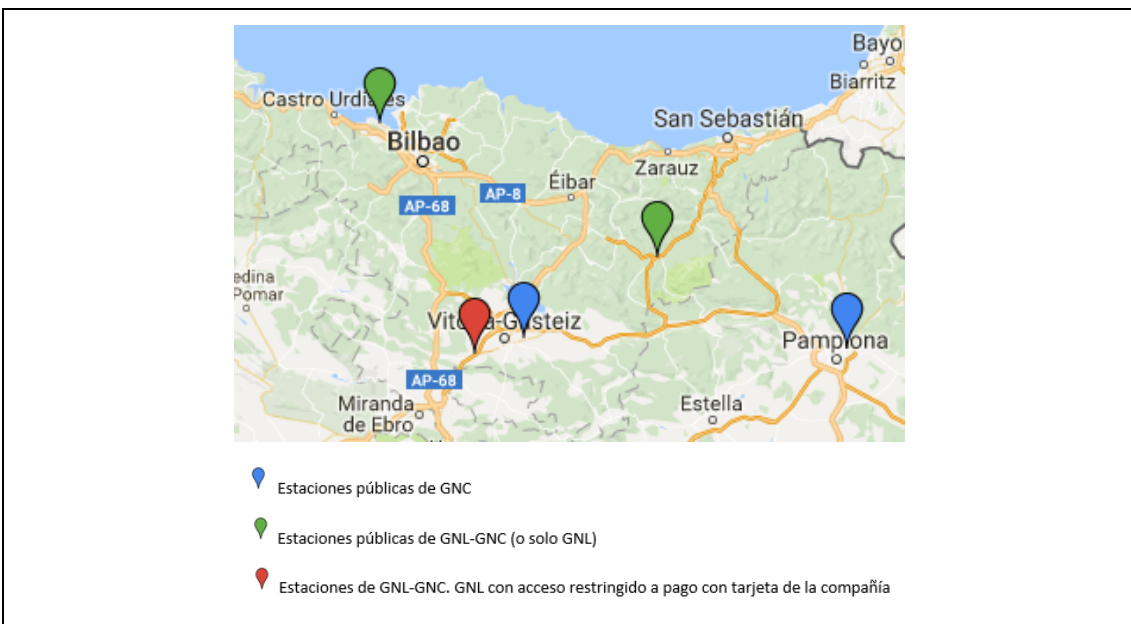 Bayo
Biarritz
Castro Urdiales
San Sebastián
Bilbao
Zarauz
Éibar
AP-8
AP-68
edina
Pomar
Vitoria-Gasteiz
Pamplona
AP-68
Miranda
de Ebro
Estella
Estaciones públicas de GNC
Estaciones públicas de GNL-GNC (o solo GNL)
Estaciones de GNL-GNC. GNL con acceso restringido a pago con tarjeta de la compañía